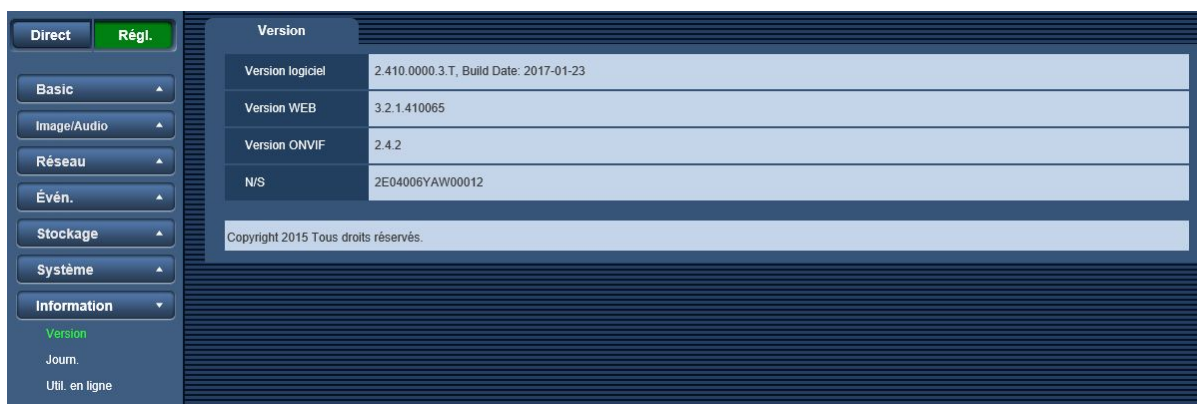 Direct Régl.
Basic
Image/Audio
Réseau
Évén.
Stockage
Système
Information
Version
Journ.
Util. en ligne
Version
Version logiciel 2.410.0000.3.T, Build Date: 2017-01-23
Version WEB 3.2.1.410065
Version ONVIF 2.4.2
N/S 2E04006YAW00012
Copyright 2015 Tous droits réservés.